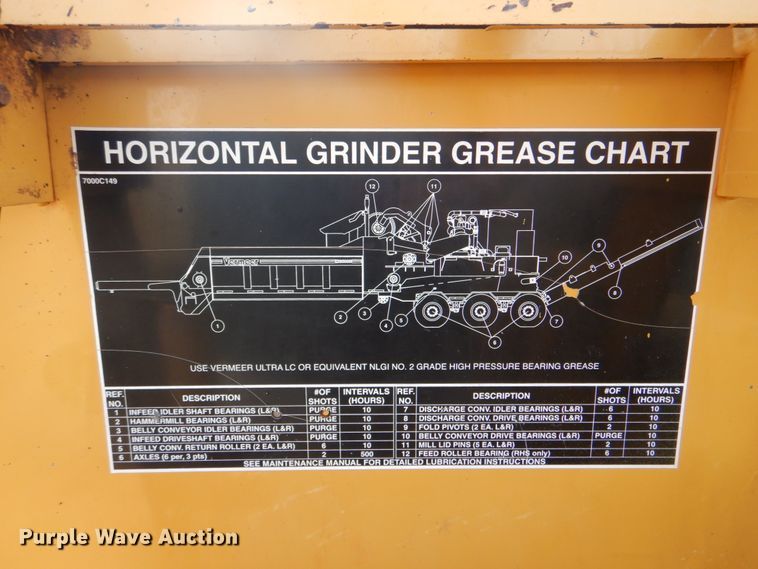 HORIZONTAL GRINDER GREASE CHART
7000C149
12 11
Vermeer
10 9
1 2 3 4 5 6 7 8
USE VERMEER ULTRA LC OR EQUIVALENT NLGI NO. 2 GRADE HIGH PRESSURE BEARING GREASE
REF. NO. DESCRIPTION #OF SHOTS INTERVALS (HOURS) REF. NO. DESCRIPTION #OF SHOTS INTERVALS (HOURS)
1 INFEED IDLER SHAFT BEARINGS (L&R) PURGE 10 7 DISCHARGE CONV. IDLER BEARINGS (L&R) 6 10
2 HAMMERMILL BEARINGS (L&R) PURGE 10 8 DISCHARGE CONV. DRIVE BEARINGS (L&R) 6 10
3 BELLY CONVEYOR IDLER BEARINGS (L&R) PURGE 10 9 FOLD PIVOTS (2 EA. L&R) 2 10
4 INFEED DRIVESHAFT BEARINGS (L&R) PURGE 10 10 BELLY CONVEYOR DRIVE BEARINGS (L&R) PURGE 10
5 BELLY CONV. RETURN ROLLER (2 EA. L&R) 6 10 11 MILL LID PINS (5 EA. L&R) 2 10
6 AXLES (6 per, 3 pts) 2 500 12 FEED ROLLER BEARING (RHS only) 6 10
SEE MAINTENANCE MANUAL FOR DETAILED LUBRICATION INSTRUCTIONS
Purple Wave Auction